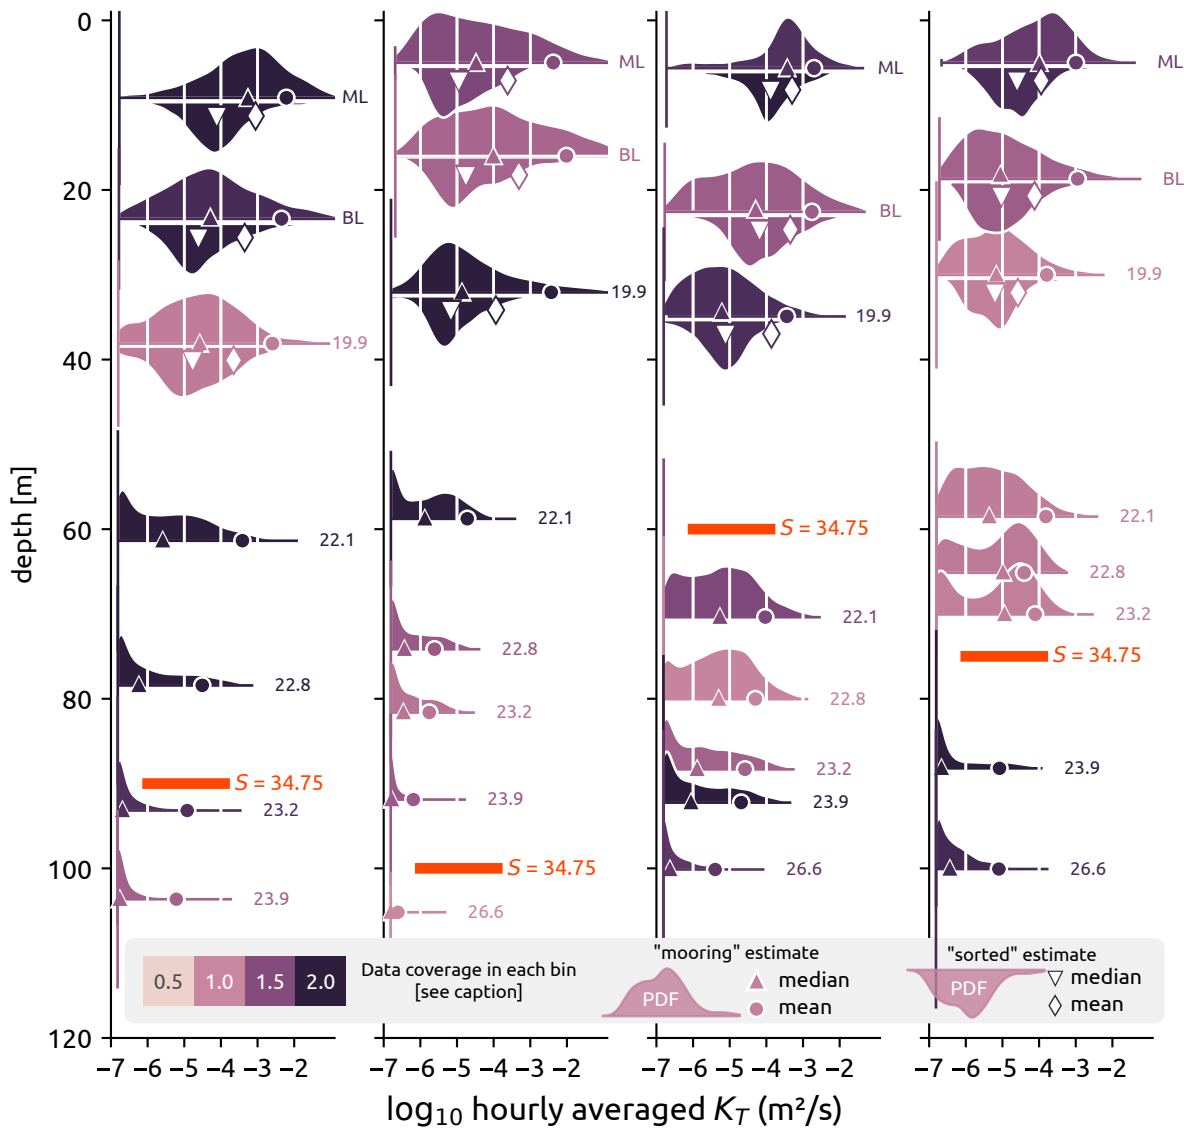 0
20
40
60
80
100
120
depth [m]
ML
BL
19.9
22.1
22.8
S = 34.75
23.2
23.9
ML
BL
19.9
22.1
22.8
23.2
23.9
S = 34.75
26.6
ML
BL
19.9
S = 34.75
22.1
22.8
23.2
23.9
26.6
ML
BL
19.9
22.1
22.8
23.2
S = 34.75
23.9
26.6
0.5 1.0 1.5 2.0
Data coverage in each bin
[see caption]
"mooring" estimate
PDF
median
mean
"sorted" estimate
PDF
median
mean
−7 −6 −5 −4 −3 −2
−7 −6 −5 −4 −3 −2
−7 −6 −5 −4 −3 −2
−7 −6 −5 −4 −3 −2
log₁₀ hourly averaged K_T (m²/s)